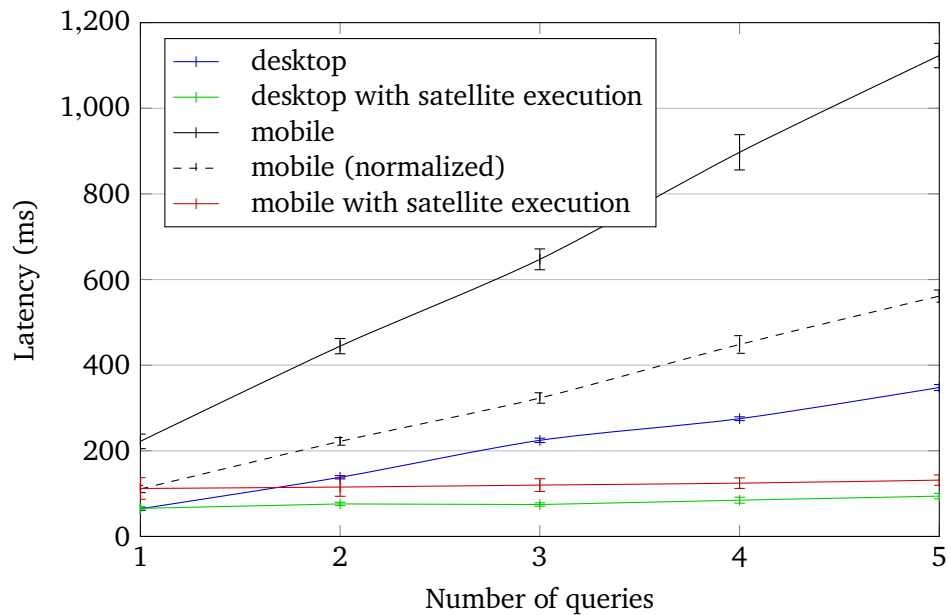 1,200
1,000
800
600
400
200
0
Latency (ms)
desktop
desktop with satellite execution
mobile
mobile (normalized)
mobile with satellite execution
1 2 3 4 5
Number of queries